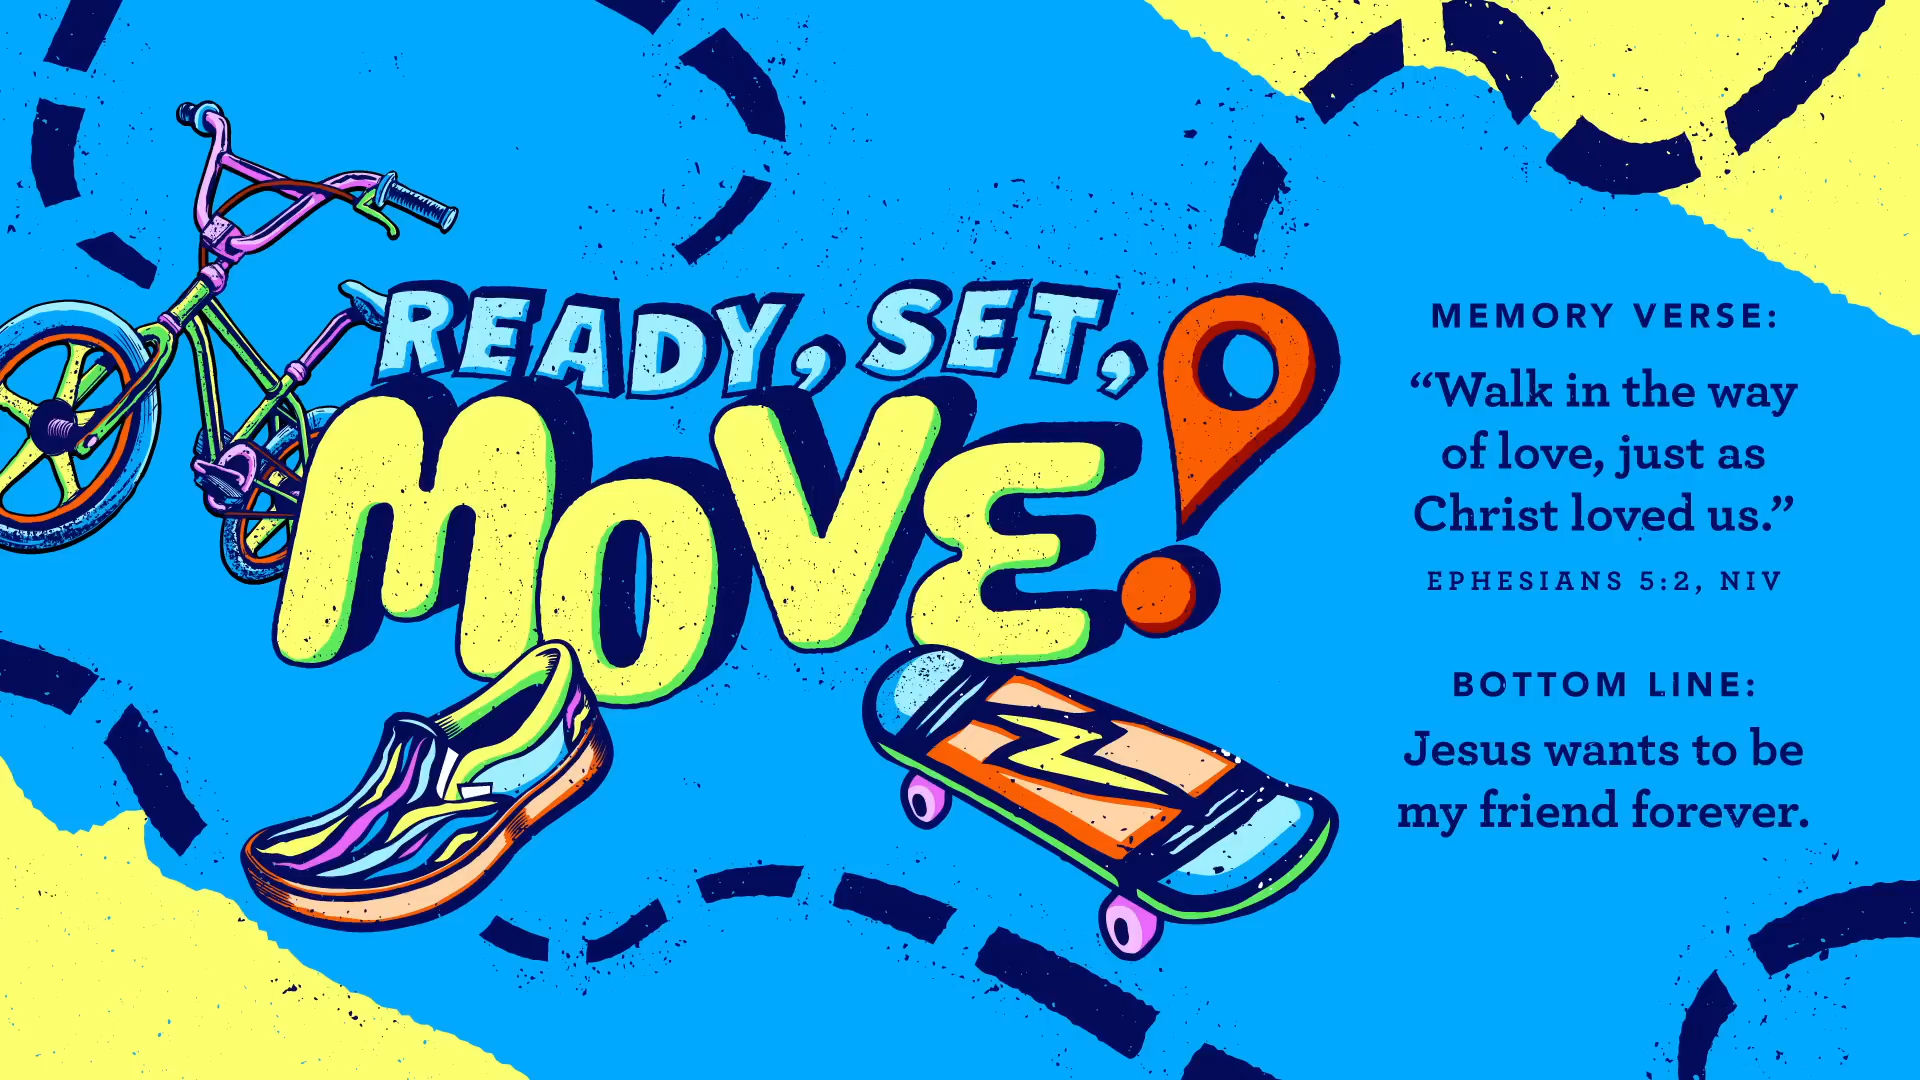 READY, SET,
MOVE!
MEMORY VERSE:
“Walk in the way
of love, just as
Christ loved us.”
EPHESIANS 5:2, NIV
BOTTOM LINE:
Jesus wants to be
my friend forever.